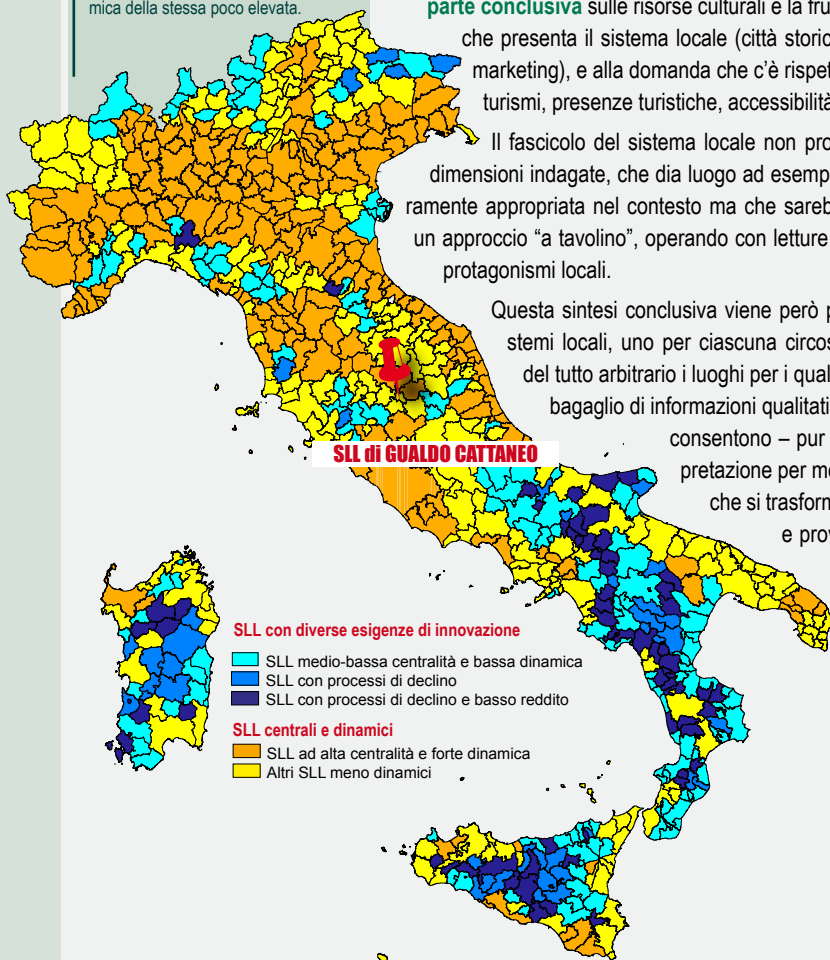 mica della stessa poco elevata.
parte conclusiva sulle risorse culturali e la fru
che presenta il sistema locale (città storic
marketing), e alla domanda che c'è rispet
turismi, presenze turistiche, accessibilità
Il fascicolo del sistema locale non pro
dimensioni indagate, che dia luogo ad esemp
ramente appropriata nel contesto ma che sareb
un approccio "a tavolino", operando con letture
protagonismi locali.
Questa sintesi conclusiva viene però p
stemi locali, uno per ciascuna circos
del tutto arbitrario i luoghi per i qual
bagaglio di informazioni qualitati
consentono – pur
pretazione per me
che si trasform
e prov
SLL di GUALDO CATTANEO
SLL con diverse esigenze di innovazione
SLL medio-bassa centralità e bassa dinamica
SLL con processi di declino
SLL con processi di declino e basso reddito
SLL centrali e dinamici
SLL ad alta centralità e forte dinamica
Altri SLL meno dinamici